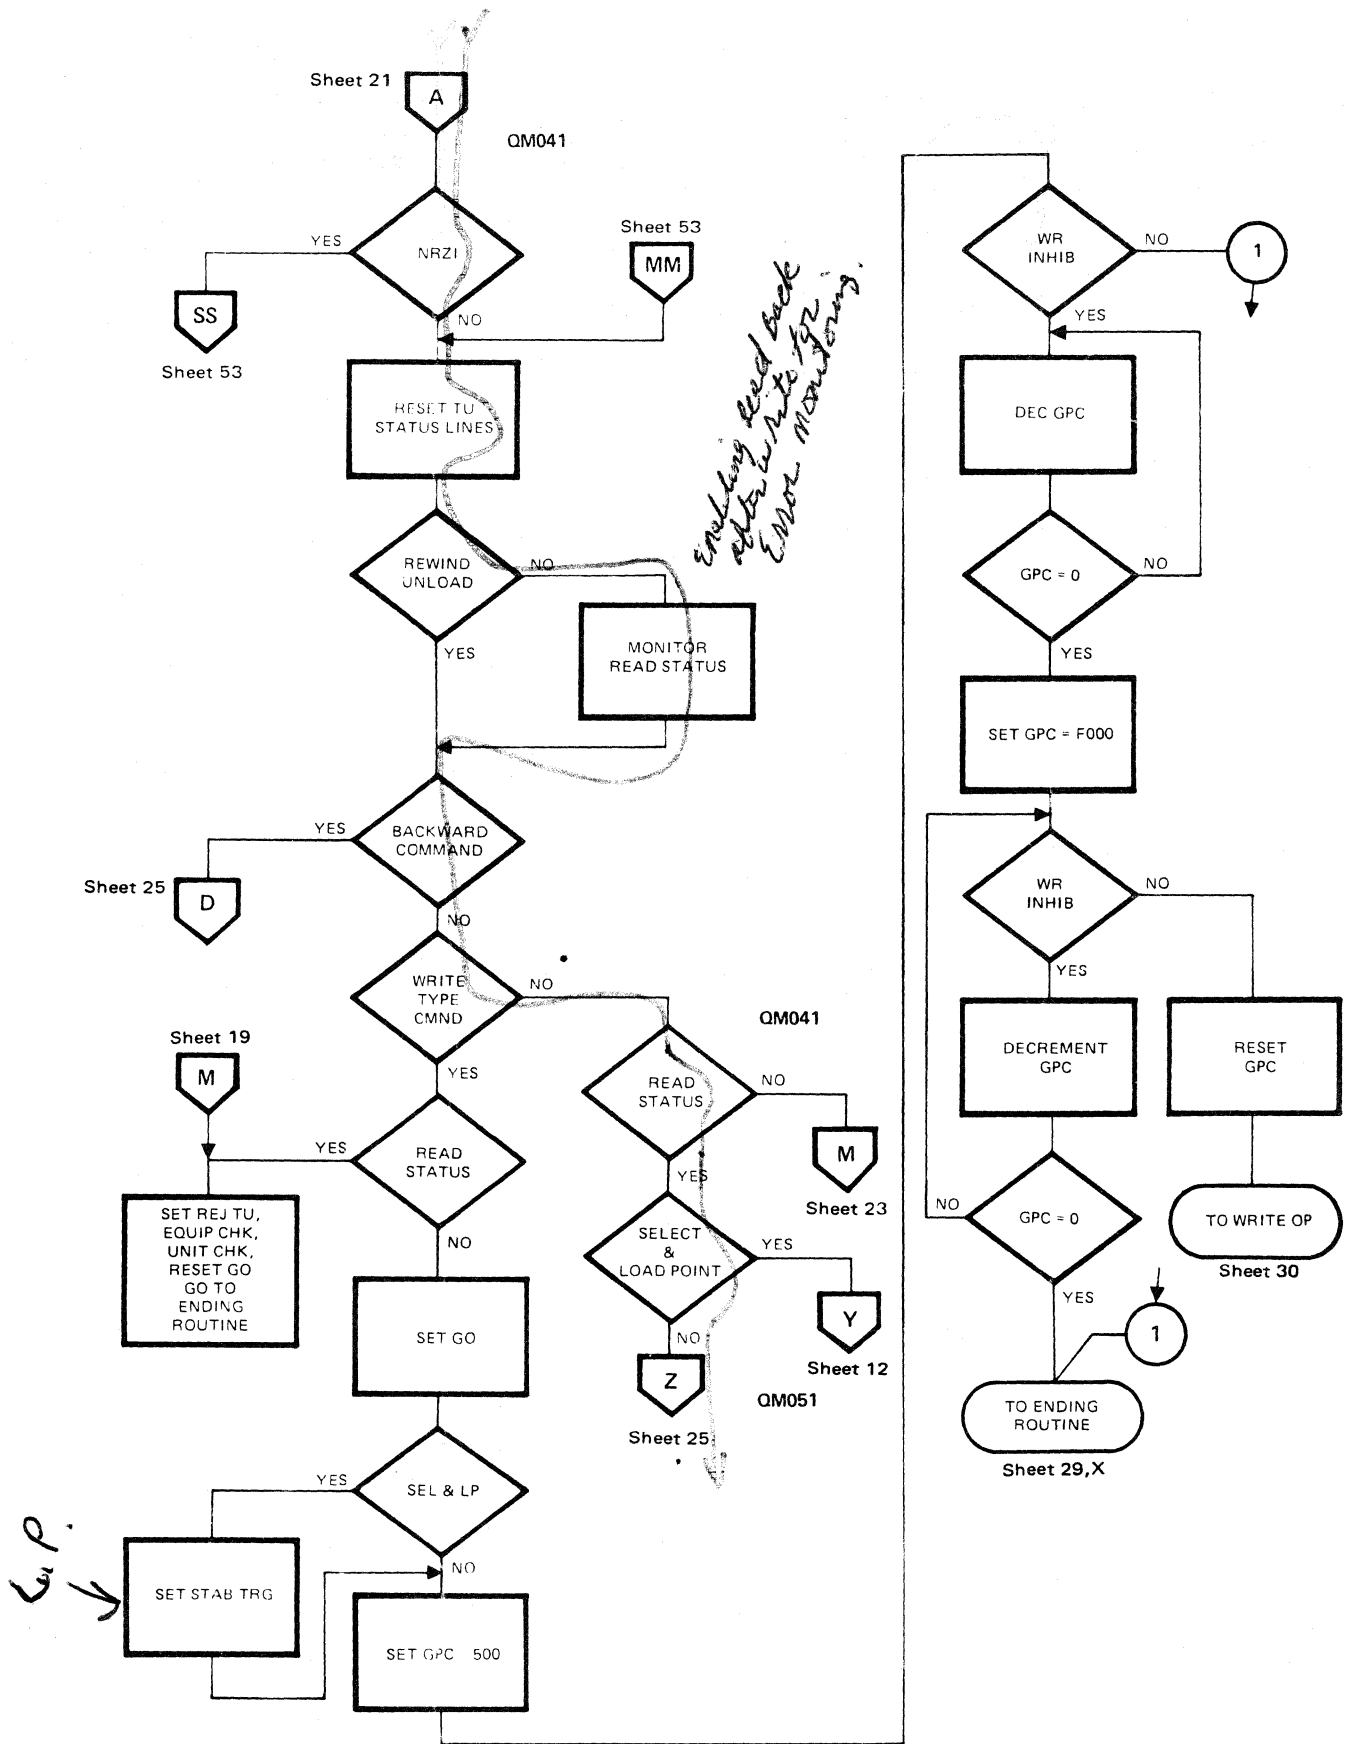 Sheet 21
A
QM041
NRZI
YES
NO
SS
Sheet 53
Sheet 53
MM
RESET TU
STATUS LINES
REWIND
UNLOAD
NO
YES
MONITOR
READ STATUS
Enabling read back
after write for
Error monitoring.
BACKWARD
COMMAND
YES
NO
Sheet 25
D
WRITE
TYPE
CMND
NO
YES
QM041
Sheet 19
M
READ
STATUS
YES
NO
READ
STATUS
NO
YES
M
Sheet 23
SET REJ TU,
EQUIP CHK,
UNIT CHK,
RESET GO
GO TO
ENDING
ROUTINE
SELECT
&
LOAD POINT
YES
NO
Y
Sheet 12
Z
Sheet 25
QM051
SET GO
SEL & LP
YES
NO
SET STAB TRG
P.
SET GPC 500
WR
INHIB
NO
YES
1
DEC GPC
GPC = 0
NO
YES
SET GPC = F000
WR
INHIB
NO
YES
DECREMENT
GPC
RESET
GPC
GPC = 0
NO
YES
TO WRITE OP
Sheet 30
1
TO ENDING
ROUTINE
Sheet 29,X